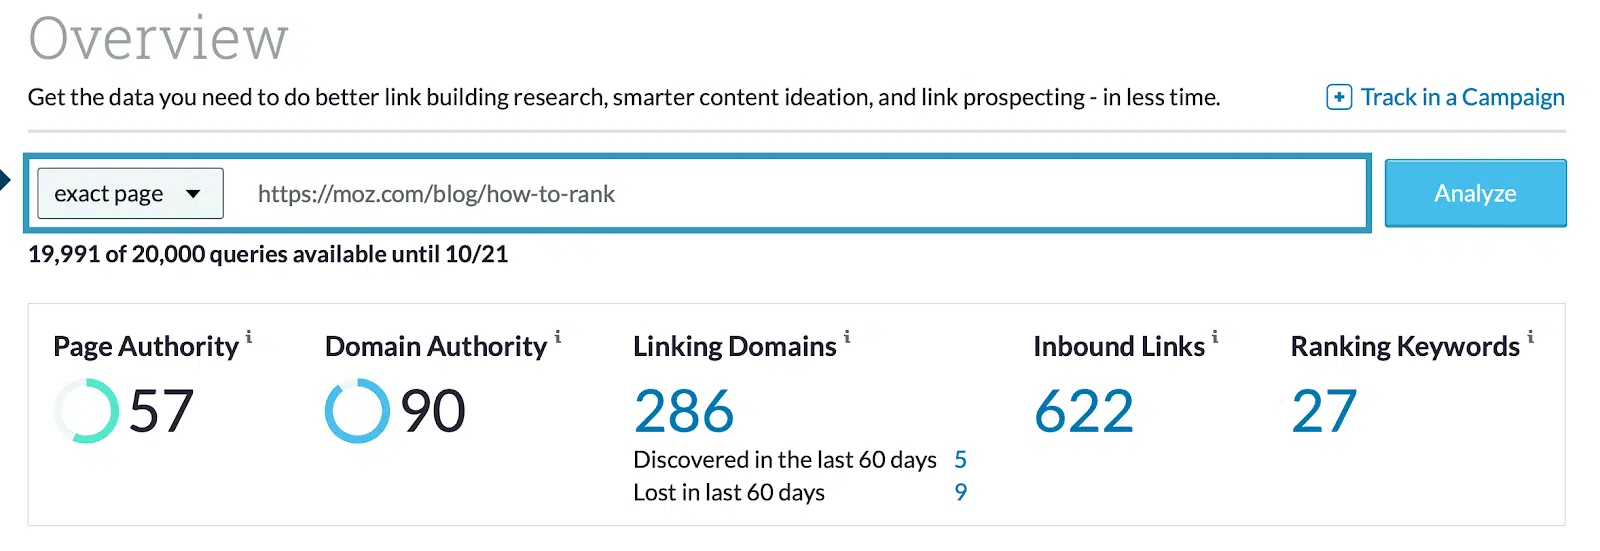 Overview
Get the data you need to do better link building research, smarter content ideation, and link prospecting - in less time.
Track in a Campaign
exact page
https://moz.com/blog/how-to-rank
Analyze
19,991 of 20,000 queries available until 10/21
Page Authority i
57
Domain Authority i
90
Linking Domains i
286
Discovered in the last 60 days 5
Lost in last 60 days 9
Inbound Links i
622
Ranking Keywords i
27